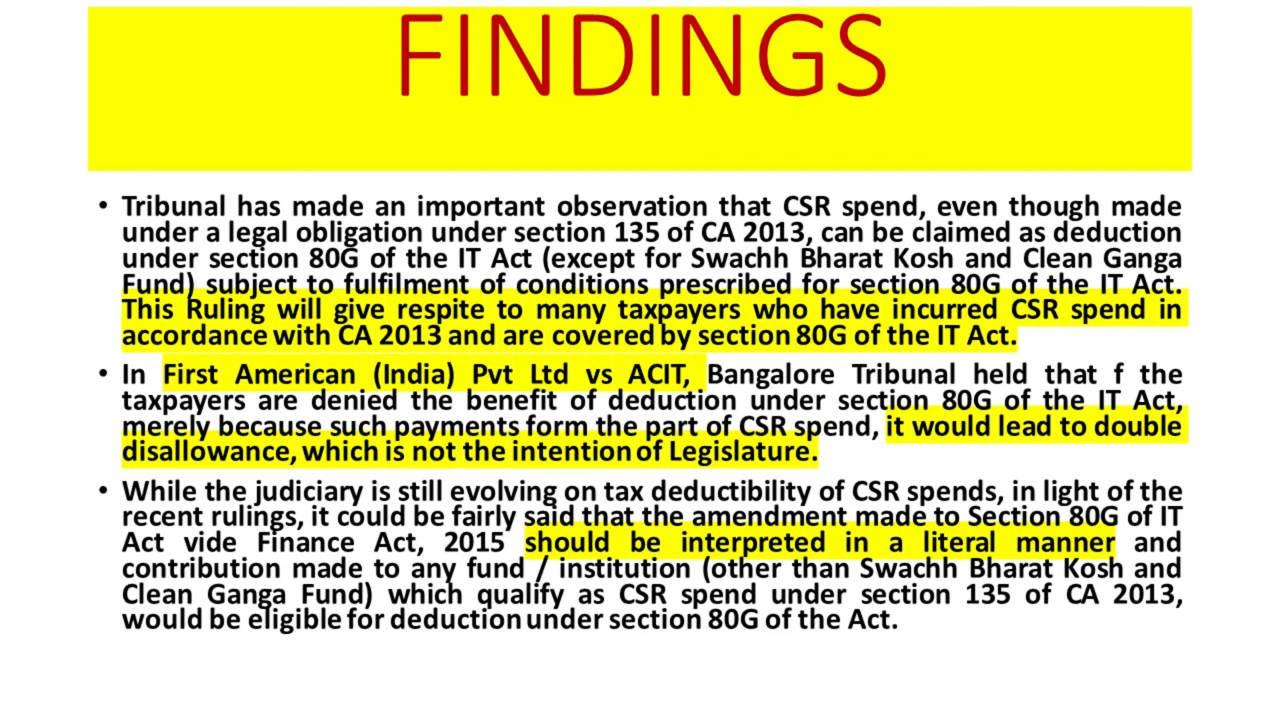 FINDINGS
• Tribunal has made an important observation that CSR spend, even though made
under a legal obligation under section 135 of CA 2013, can be claimed as deduction
under section 80G of the IT Act (except for Swachh Bharat Kosh and Clean Ganga
Fund) subject to fulfilment of conditions prescribed for section 80G of the IT Act.
This Ruling will give respite to many taxpayers who have incurred CSR spend in
accordance with CA 2013 and are covered by section 80G of the IT Act.
• In First American (India) Pvt Ltd vs ACIT, Bangalore Tribunal held that f the
taxpayers are denied the benefit of deduction under section 80G of the IT Act,
merely because such payments form the part of CSR spend, it would lead to double
disallowance, which is not the intention of Legislature.
• While the judiciary is still evolving on tax deductibility of CSR spends, in light of the
recent rulings, it could be fairly said that the amendment made to Section 80G of IT
Act vide Finance Act, 2015 should be interpreted in a literal manner and
contribution made to any fund / institution (other than Swachh Bharat Kosh and
Clean Ganga Fund) which qualify as CSR spend under section 135 of CA 2013,
would be eligible for deduction under section 80G of the Act.